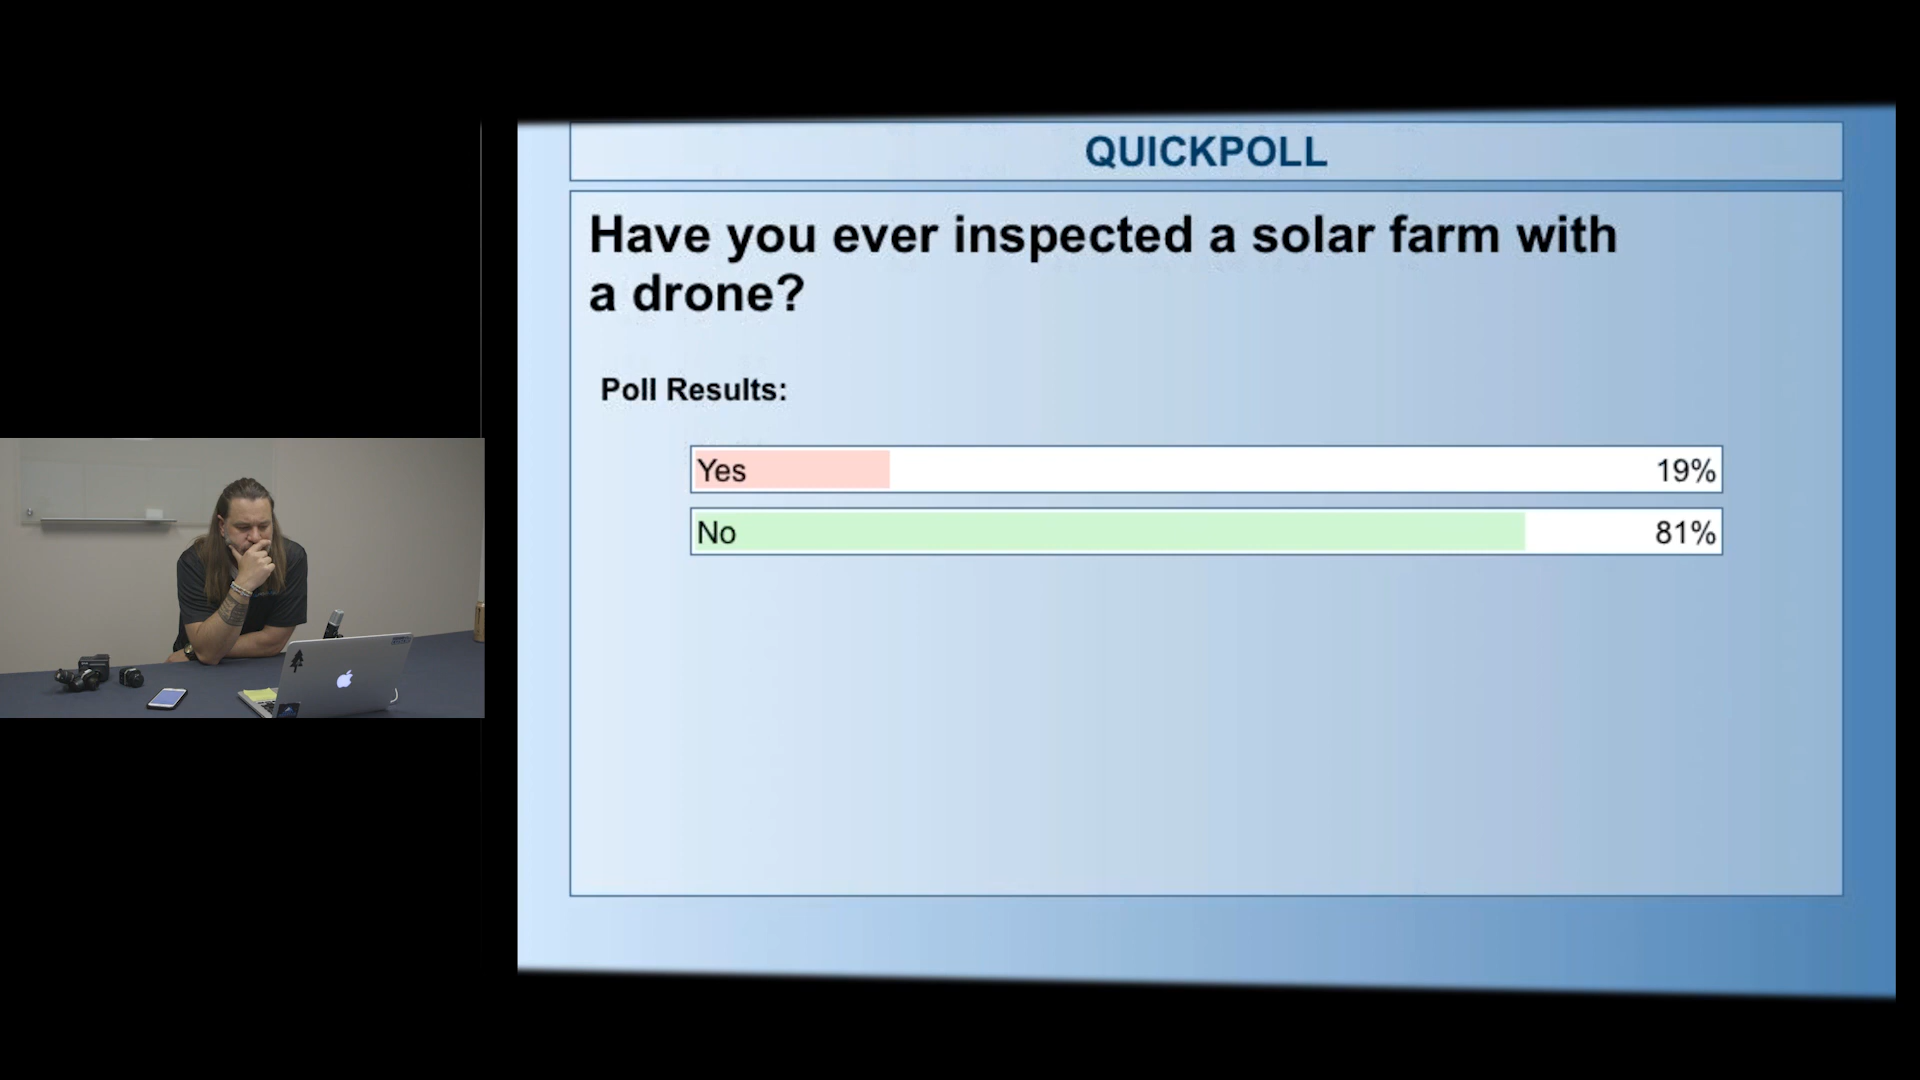 QUICKPOLL
Have you ever inspected a solar farm with
a drone?
Poll Results:
Yes 19%
No 81%